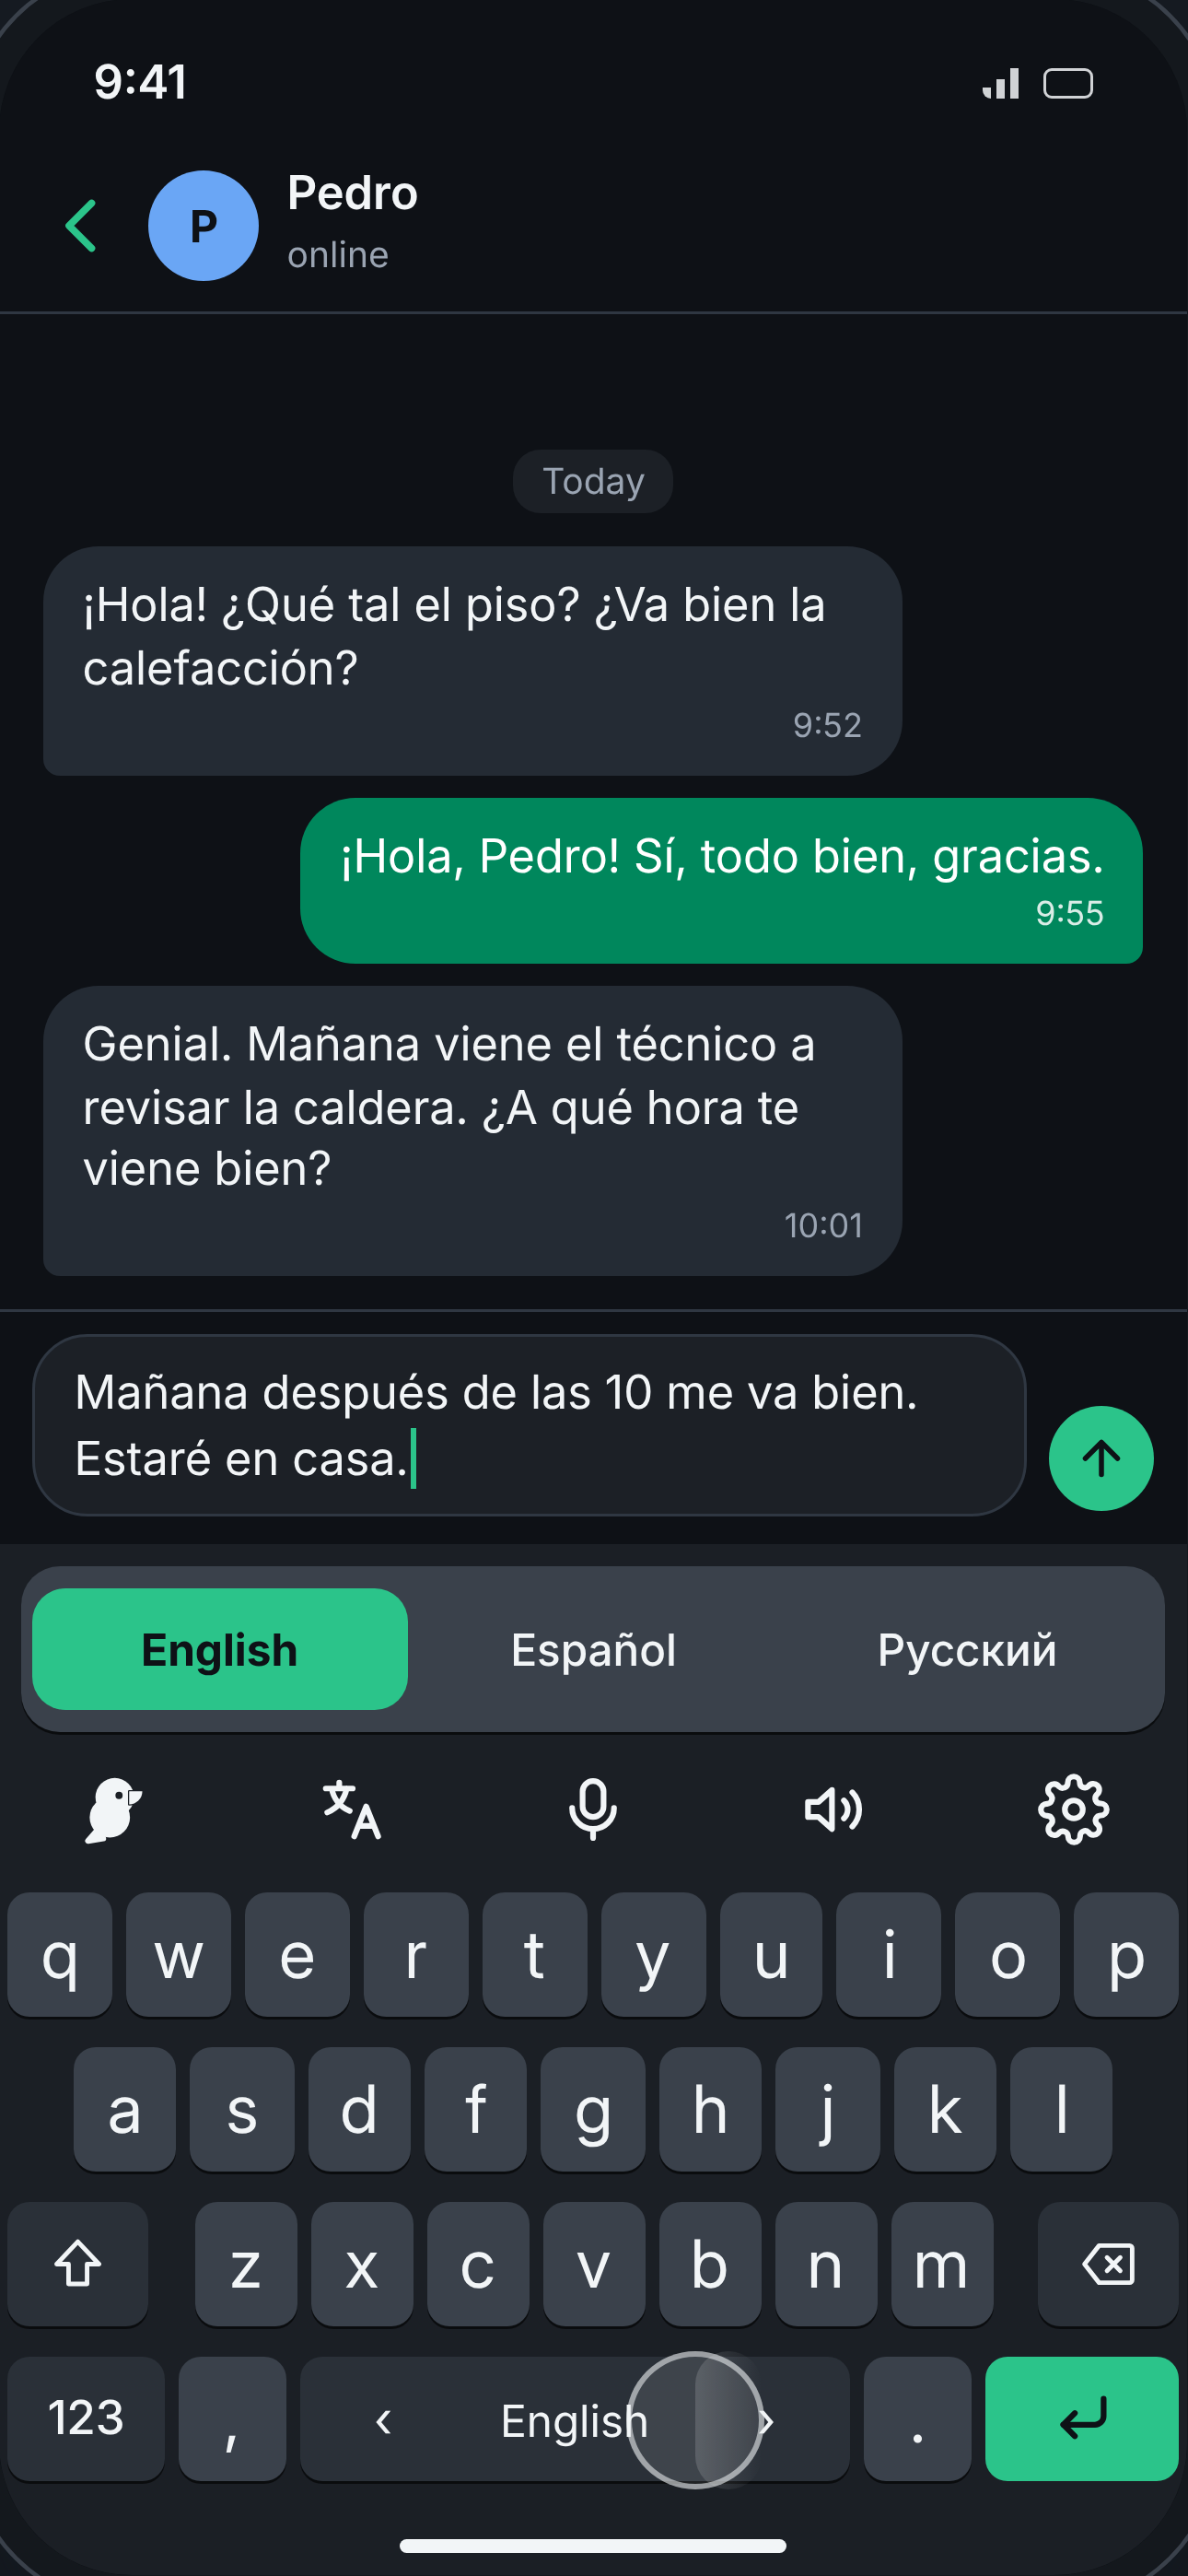 9:41
P
Pedro
online
Today
¡Hola! ¿Qué tal el piso? ¿Va bien la
calefacción?
9:52
¡Hola, Pedro! Sí, todo bien, gracias.
9:55
Genial. Mañana viene el técnico a
revisar la caldera. ¿A qué hora te
viene bien?
10:01
Mañana después de las 10 me va bien.
Estaré en casa.
English Español Русский
q w e r t y u i o p
a s d f g h j k l
z x c v b n m
123 , ‹ English › .